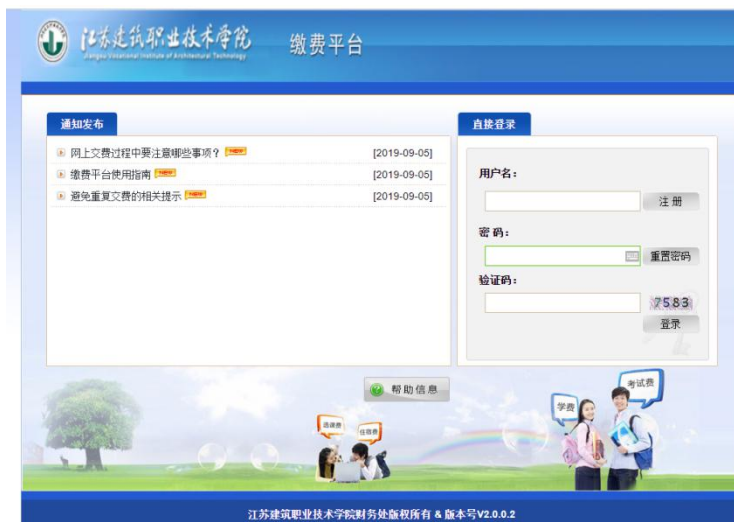 江苏建筑职业技术学院
Jiangsu Vocational Institute of Architectural Technology
缴费平台
通知发布
网上交费过程中要注意哪些事项？ NEW [2019-09-05]
缴费平台使用指南 NEW [2019-09-05]
避免重复交费的相关提示 NEW [2019-09-05]
直接登录
用户名：
注 册
密 码：
重置密码
验证码：
7583
登录
帮助信息
选课费
住宿费
学费
考试费
江苏建筑职业技术学院财务处版权所有 & 版本号V2.0.0.2